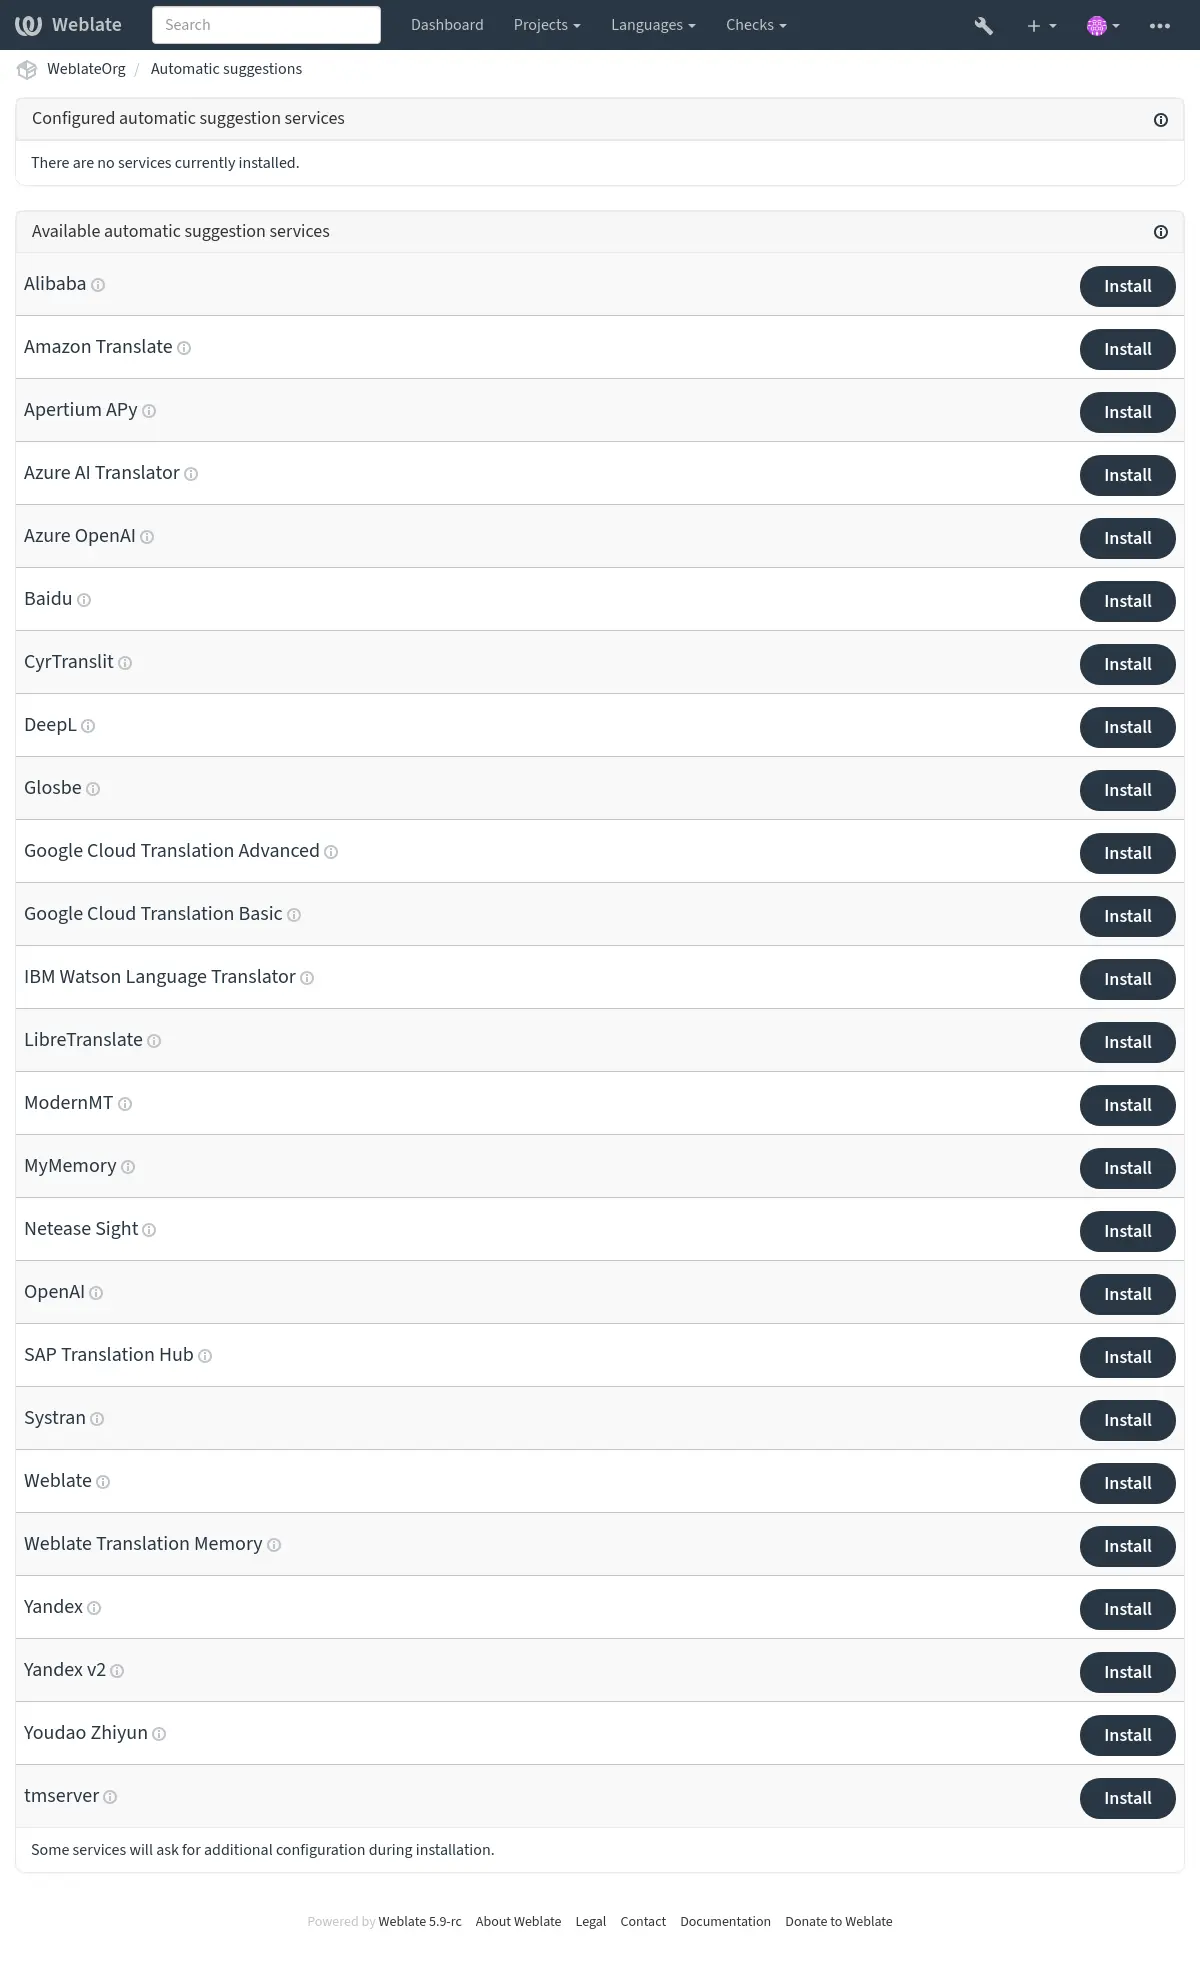 Weblate Search Dashboard Projects Languages Checks
WeblateOrg / Automatic suggestions
Configured automatic suggestion services
There are no services currently installed.
Available automatic suggestion services
Alibaba Install
Amazon Translate Install
Apertium APy Install
Azure AI Translator Install
Azure OpenAI Install
Baidu Install
CyrTranslit Install
DeepL Install
Glosbe Install
Google Cloud Translation Advanced Install
Google Cloud Translation Basic Install
IBM Watson Language Translator Install
LibreTranslate Install
ModernMT Install
MyMemory Install
Netease Sight Install
OpenAI Install
SAP Translation Hub Install
Systran Install
Weblate Install
Weblate Translation Memory Install
Yandex Install
Yandex v2 Install
Youdao Zhiyun Install
tmserver Install
Some services will ask for additional configuration during installation.
Powered by Weblate 5.9-rc About Weblate Legal Contact Documentation Donate to Weblate